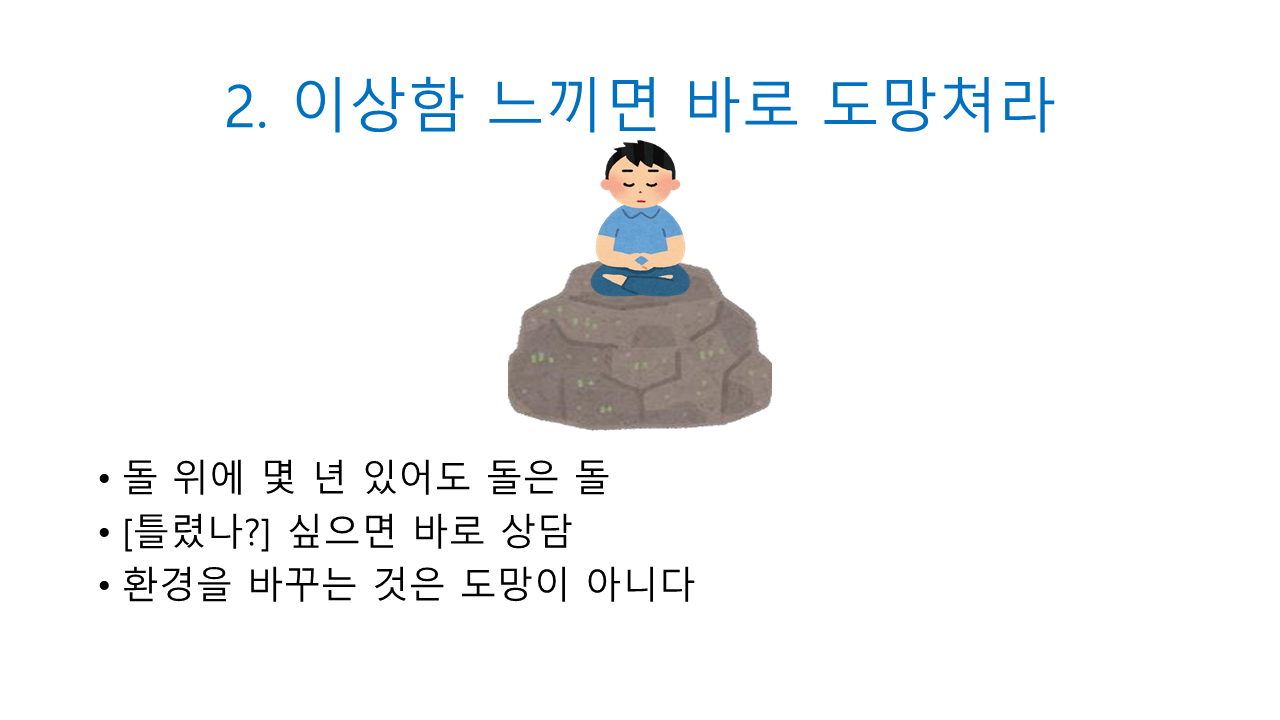 2. 이상함 느끼면 바로 도망쳐라
• 돌 위에 몇 년 있어도 돌은 돌
• [틀렸나?] 싶으면 바로 상담
• 환경을 바꾸는 것은 도망이 아니다